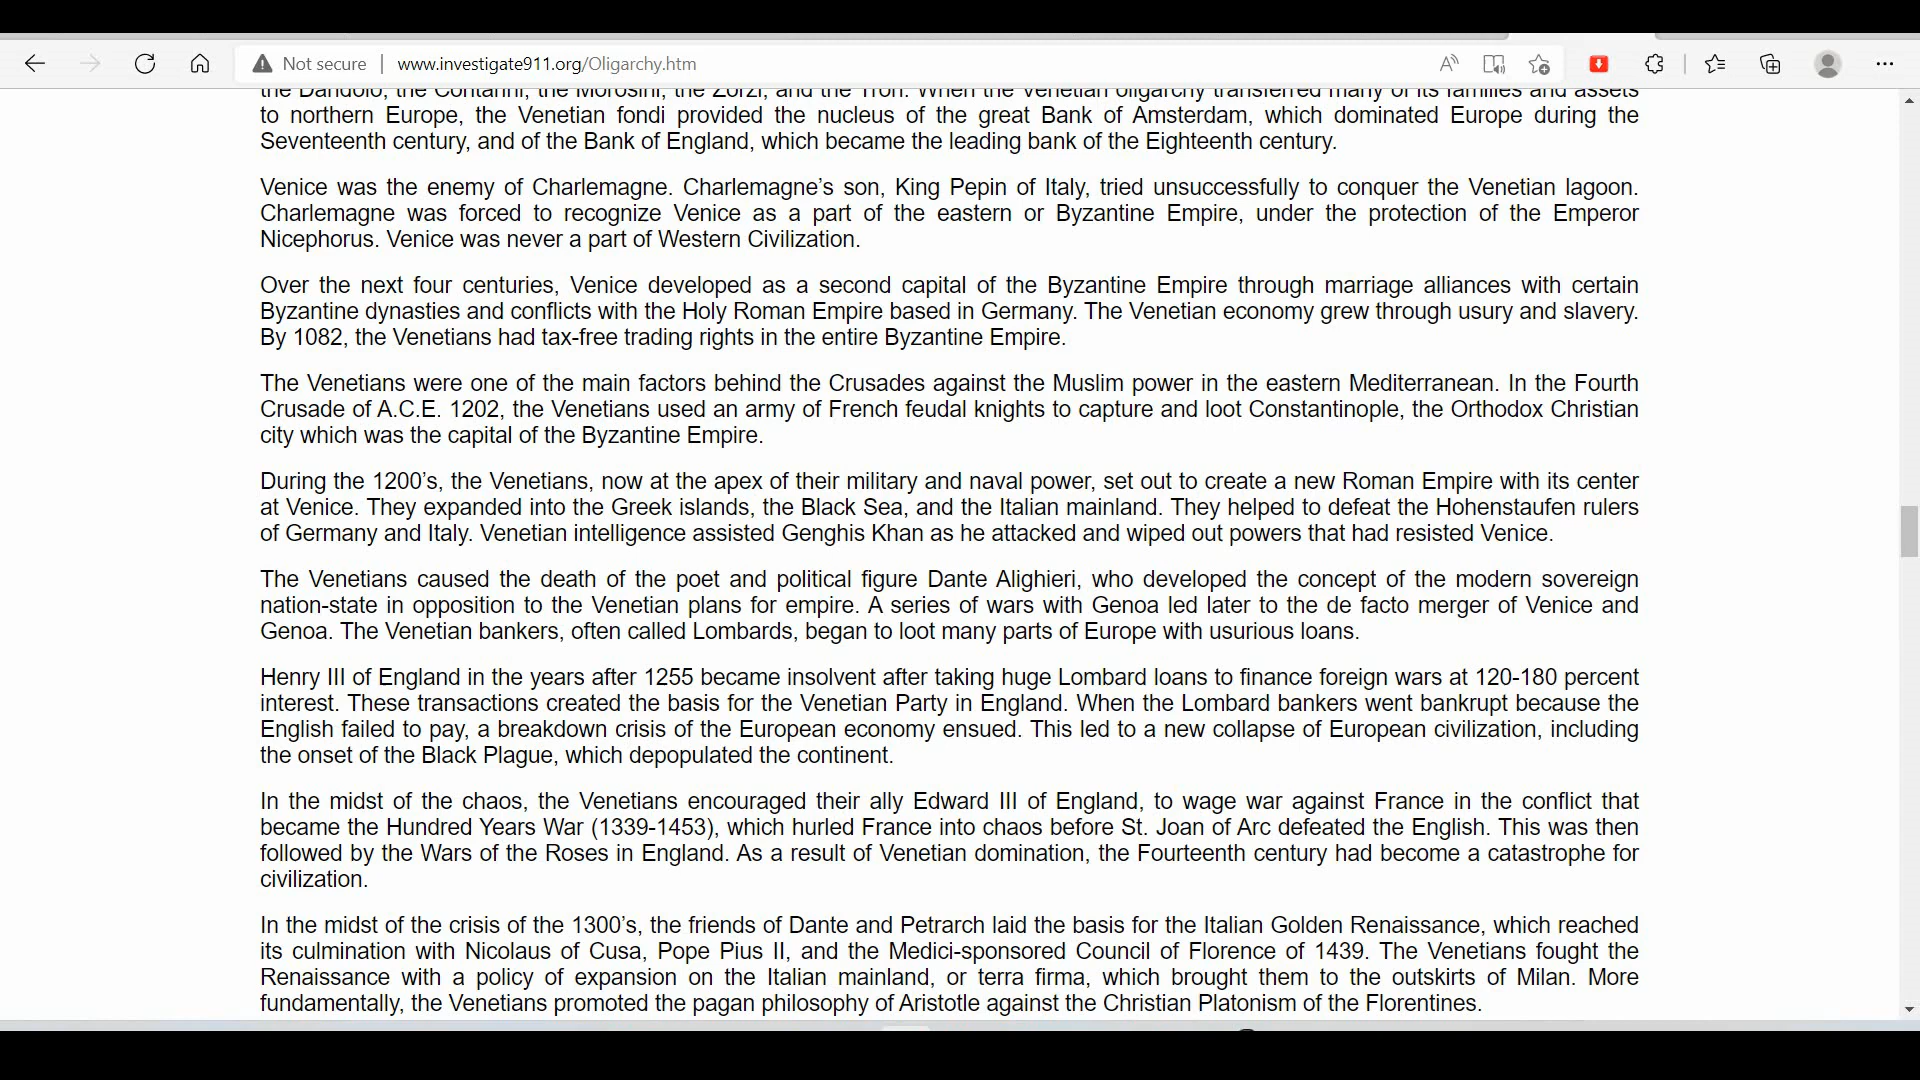 Not secure
www.investigate911.org/Oligarchy.htm
the Dandolo, the Contarini, the Morosini, the Zorzi, and the Tron. When the Venetian oligarchy transferred many of its families and assets
to northern Europe, the Venetian fondi provided the nucleus of the great Bank of Amsterdam, which dominated Europe during the
Seventeenth century, and of the Bank of England, which became the leading bank of the Eighteenth century.
Venice was the enemy of Charlemagne. Charlemagne’s son, King Pepin of Italy, tried unsuccessfully to conquer the Venetian lagoon.
Charlemagne was forced to recognize Venice as a part of the eastern or Byzantine Empire, under the protection of the Emperor
Nicephorus. Venice was never a part of Western Civilization.
Over the next four centuries, Venice developed as a second capital of the Byzantine Empire through marriage alliances with certain
Byzantine dynasties and conflicts with the Holy Roman Empire based in Germany. The Venetian economy grew through usury and slavery.
By 1082, the Venetians had tax-free trading rights in the entire Byzantine Empire.
The Venetians were one of the main factors behind the Crusades against the Muslim power in the eastern Mediterranean. In the Fourth
Crusade of A.C.E. 1202, the Venetians used an army of French feudal knights to capture and loot Constantinople, the Orthodox Christian
city which was the capital of the Byzantine Empire.
During the 1200’s, the Venetians, now at the apex of their military and naval power, set out to create a new Roman Empire with its center
at Venice. They expanded into the Greek islands, the Black Sea, and the Italian mainland. They helped to defeat the Hohenstaufen rulers
of Germany and Italy. Venetian intelligence assisted Genghis Khan as he attacked and wiped out powers that had resisted Venice.
The Venetians caused the death of the poet and political figure Dante Alighieri, who developed the concept of the modern sovereign
nation-state in opposition to the Venetian plans for empire. A series of wars with Genoa led later to the de facto merger of Venice and
Genoa. The Venetian bankers, often called Lombards, began to loot many parts of Europe with usurious loans.
Henry III of England in the years after 1255 became insolvent after taking huge Lombard loans to finance foreign wars at 120-180 percent
interest. These transactions created the basis for the Venetian Party in England. When the Lombard bankers went bankrupt because the
English failed to pay, a breakdown crisis of the European economy ensued. This led to a new collapse of European civilization, including
the onset of the Black Plague, which depopulated the continent.
In the midst of the chaos, the Venetians encouraged their ally Edward III of England, to wage war against France in the conflict that
became the Hundred Years War (1339-1453), which hurled France into chaos before St. Joan of Arc defeated the English. This was then
followed by the Wars of the Roses in England. As a result of Venetian domination, the Fourteenth century had become a catastrophe for
civilization.
In the midst of the crisis of the 1300’s, the friends of Dante and Petrarch laid the basis for the Italian Golden Renaissance, which reached
its culmination with Nicolaus of Cusa, Pope Pius II, and the Medici-sponsored Council of Florence of 1439. The Venetians fought the
Renaissance with a policy of expansion on the Italian mainland, or terra firma, which brought them to the outskirts of Milan. More
fundamentally, the Venetians promoted the pagan philosophy of Aristotle against the Christian Platonism of the Florentines.